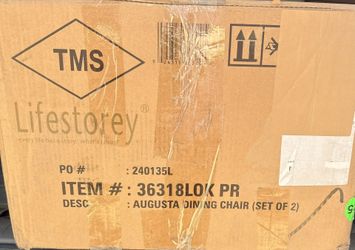 TMS
Lifestorey®
PO # : 240135L
ITEM # : 36318LOK PR
DESC : AUGUSTA DINING CHAIR (SET OF 2)